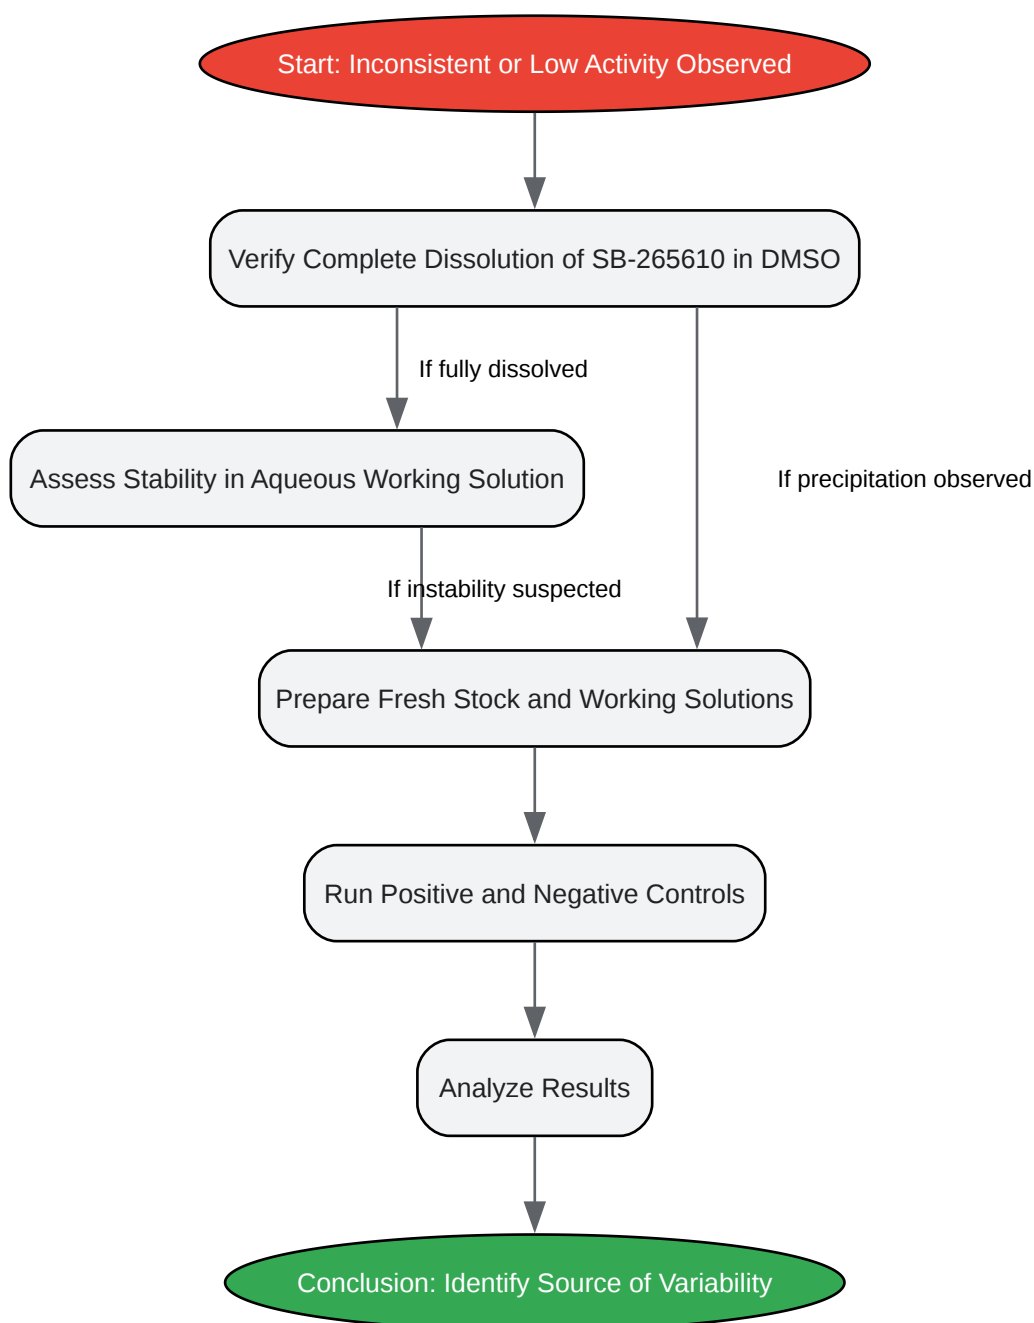 Start: Inconsistent or Low Activity Observed
Verify Complete Dissolution of SB-265610 in DMSO
If fully dissolved
Assess Stability in Aqueous Working Solution
If precipitation observed
If instability suspected
Prepare Fresh Stock and Working Solutions
Run Positive and Negative Controls
Analyze Results
Conclusion: Identify Source of Variability